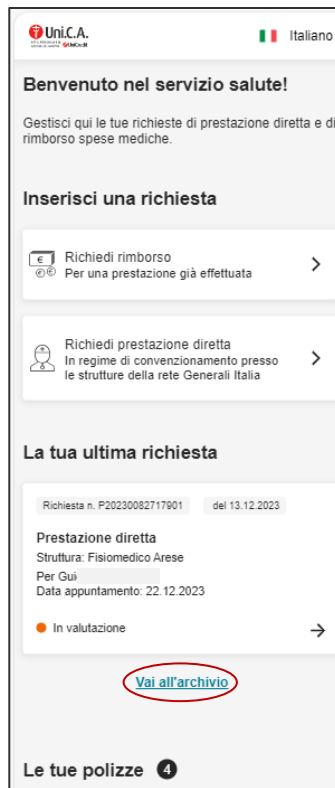 Uni.C.A.
UniCredit
Italiano
Benvenuto nel servizio salute!
Gestisci qui le tue richieste di prestazione diretta e di
rimborso spese mediche.
Inserisci una richiesta
Richiedi rimborso
Per una prestazione già effettuata
Richiedi prestazione diretta
In regime di convenzionamento presso
le strutture della rete Generali Italia
La tua ultima richiesta
Richiesta n. P20230082717901 del 13.12.2023
Prestazione diretta
Struttura: Fisiomedico Arese
Per Gui
Data appuntamento: 22.12.2023
In valutazione
Vai all'archivio
Le tue polizze 4